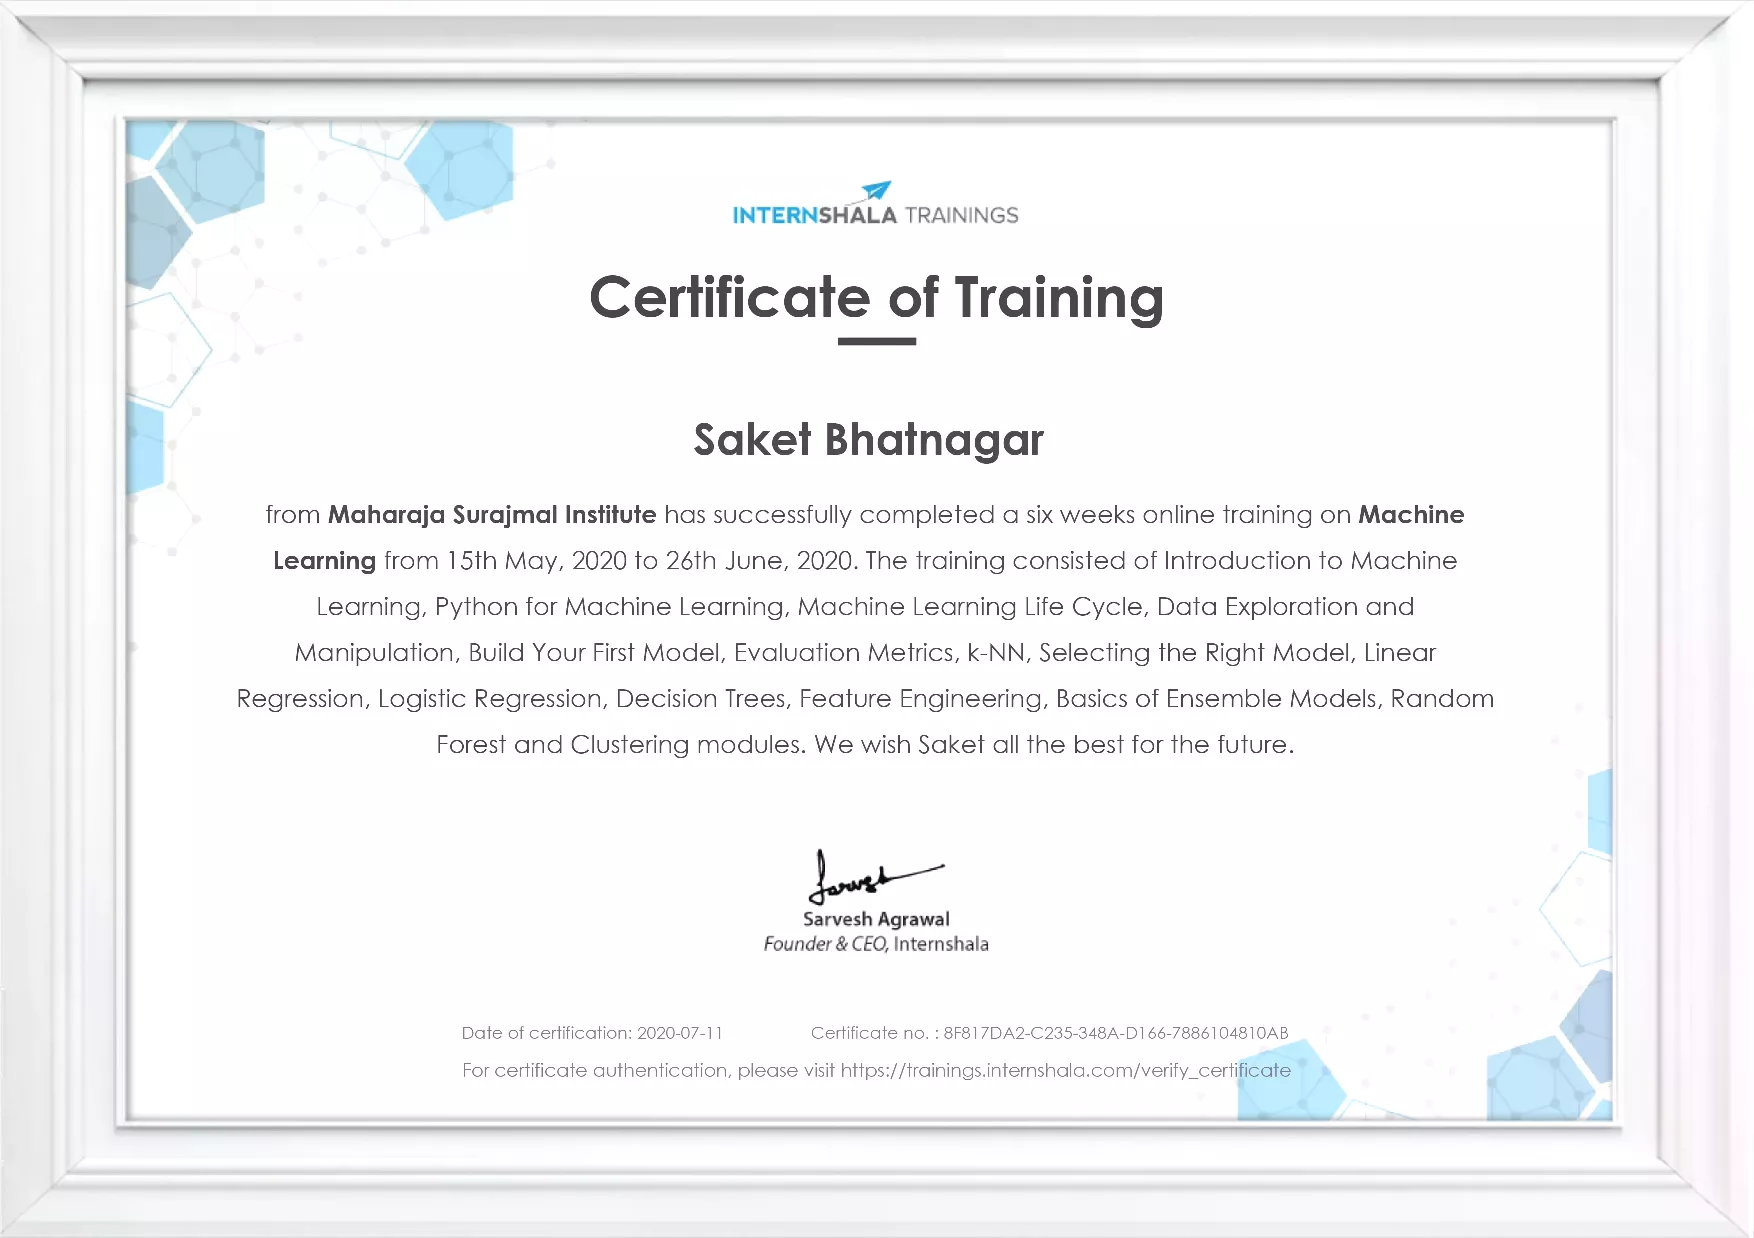 INTERNSHALA TRAININGS
Certificate of Training
Saket Bhatnagar
from Maharaja Surajmal Institute has successfully completed a six weeks online training on Machine
Learning from 15th May, 2020 to 26th June, 2020. The training consisted of Introduction to Machine
Learning, Python for Machine Learning, Machine Learning Life Cycle, Data Exploration and
Manipulation, Build Your First Model, Evaluation Metrics, k-NN, Selecting the Right Model, Linear
Regression, Logistic Regression, Decision Trees, Feature Engineering, Basics of Ensemble Models, Random
Forest and Clustering modules. We wish Saket all the best for the future.
Sarvesh
Sarvesh Agrawal
Founder & CEO, Internshala
Date of certification: 2020-07-11 Certificate no. : 8F817DA2-C235-348A-D166-7886104810AB
For certificate authentication, please visit https://trainings.internshala.com/verify_certificate